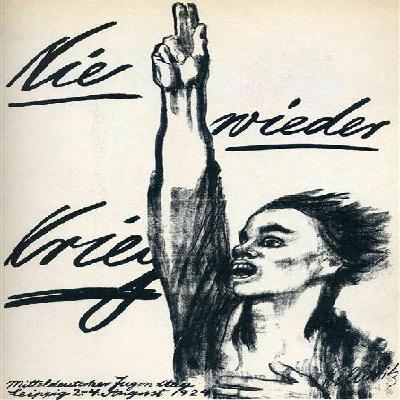 Nie
wieder
Krieg
Mitteldeutscher Jugendtag
Leipzig 2-4 August 1924